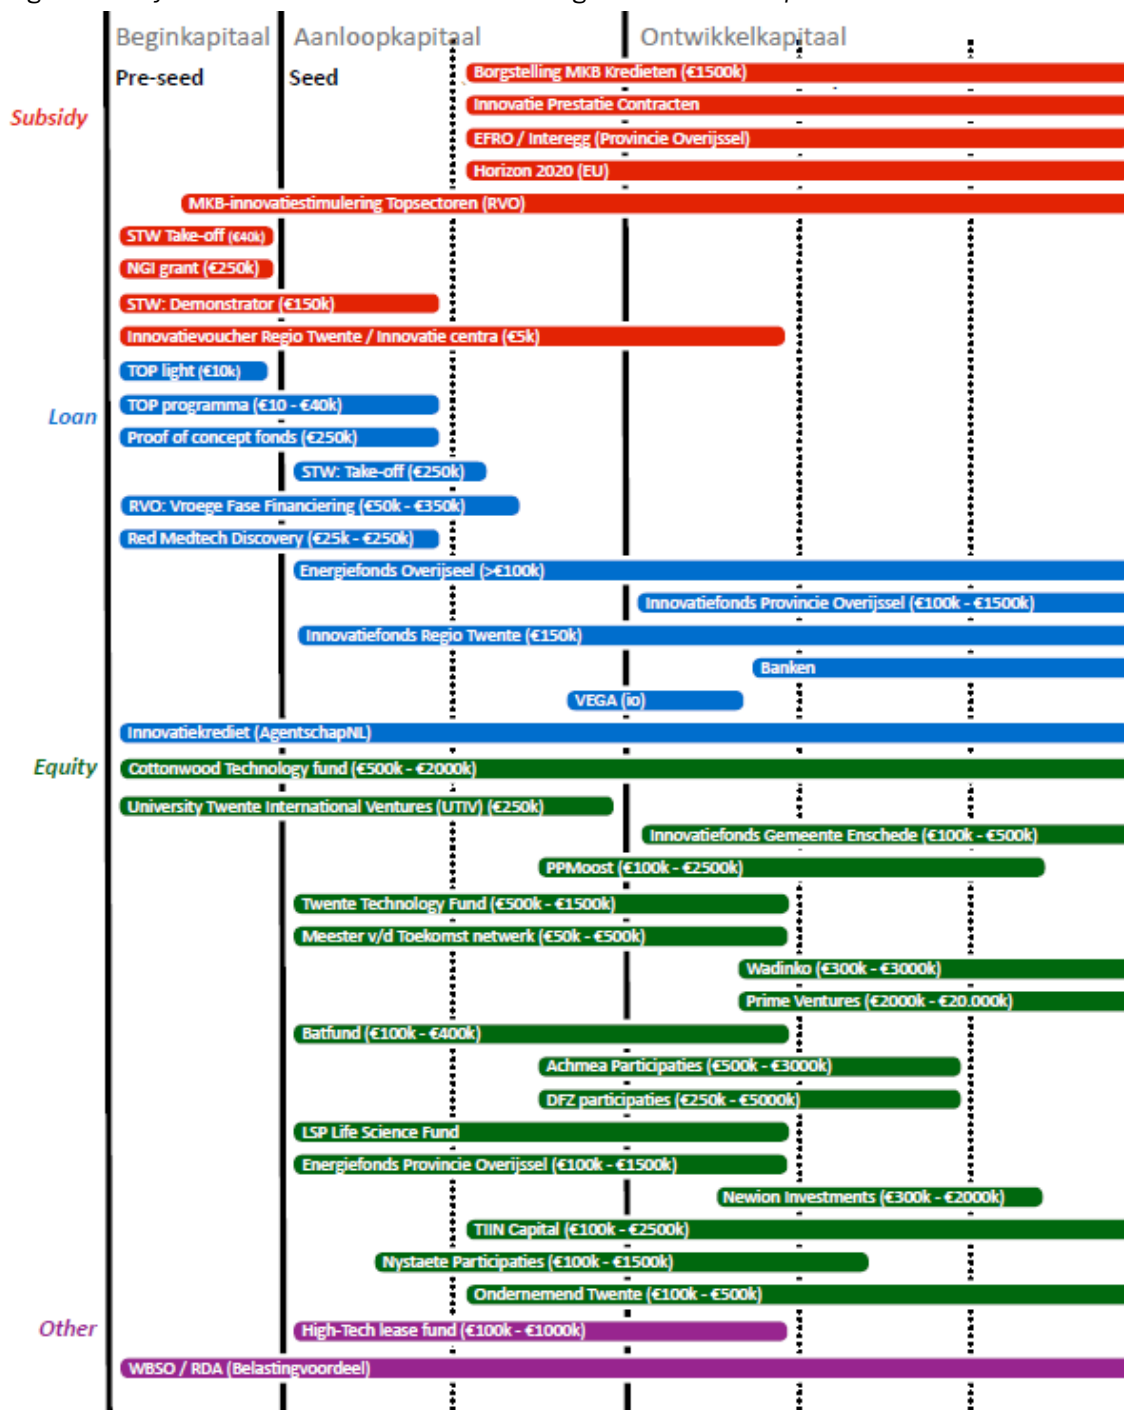 Beginkapitaal Aanloopkapitaal Ontwikkelkapitaal
Pre-seed Seed
Subsidy
Borgstelling MKB Kredieten (€1500k)
Innovatie Prestatie Contracten
EFRO / Interegg (Provincie Overijssel)
Horizon 2020 (EU)
MKB-innovatiestimulering Topsectoren (RVO)
STW Take-off (€40k)
NGI grant (€250k)
STW: Demonstrator (€150k)
Innovatievoucher Regio Twente / Innovatie centra (€5k)
Loan
TOP light (€10k)
TOP programma (€10 - €40k)
Proof of concept fonds (€250k)
STW: Take-off (€250k)
RVO: Vroege Fase Financiering (€50k - €350k)
Red Medtech Discovery (€25k - €250k)
Energiefonds Overijseel (>€100k)
Innovatiefonds Provincie Overijssel (€100k - €1500k)
Innovatiefonds Regio Twente (€150k)
Banken
VEGA (io)
Innovatiekrediet (AgentschapNL)
Equity
Cottonwood Technology fund (€500k - €2000k)
University Twente International Ventures (UTIV) (€250k)
Innovatiefonds Gemeente Enschede (€100k - €500k)
PPMoost (€100k - €2500k)
Twente Technology Fund (€500k - €1500k)
Meester v/d Toekomst netwerk (€50k - €500k)
Wadinko (€300k - €3000k)
Prime Ventures (€2000k - €20.000k)
Batfund (€100k - €400k)
Achmea Participaties (€500k - €3000k)
DFZ participaties (€250k - €5000k)
LSP Life Science Fund
Energiefonds Provincie Overijssel (€100k - €1500k)
Newion Investments (€300k - €2000k)
TIIN Capital (€100k - €2500k)
Nystaete Participaties (€100k - €1500k)
Ondernemend Twente (€100k - €500k)
Other
High-Tech lease fund (€100k - €1000k)
WBSO / RDA (Belastingvoordeel)